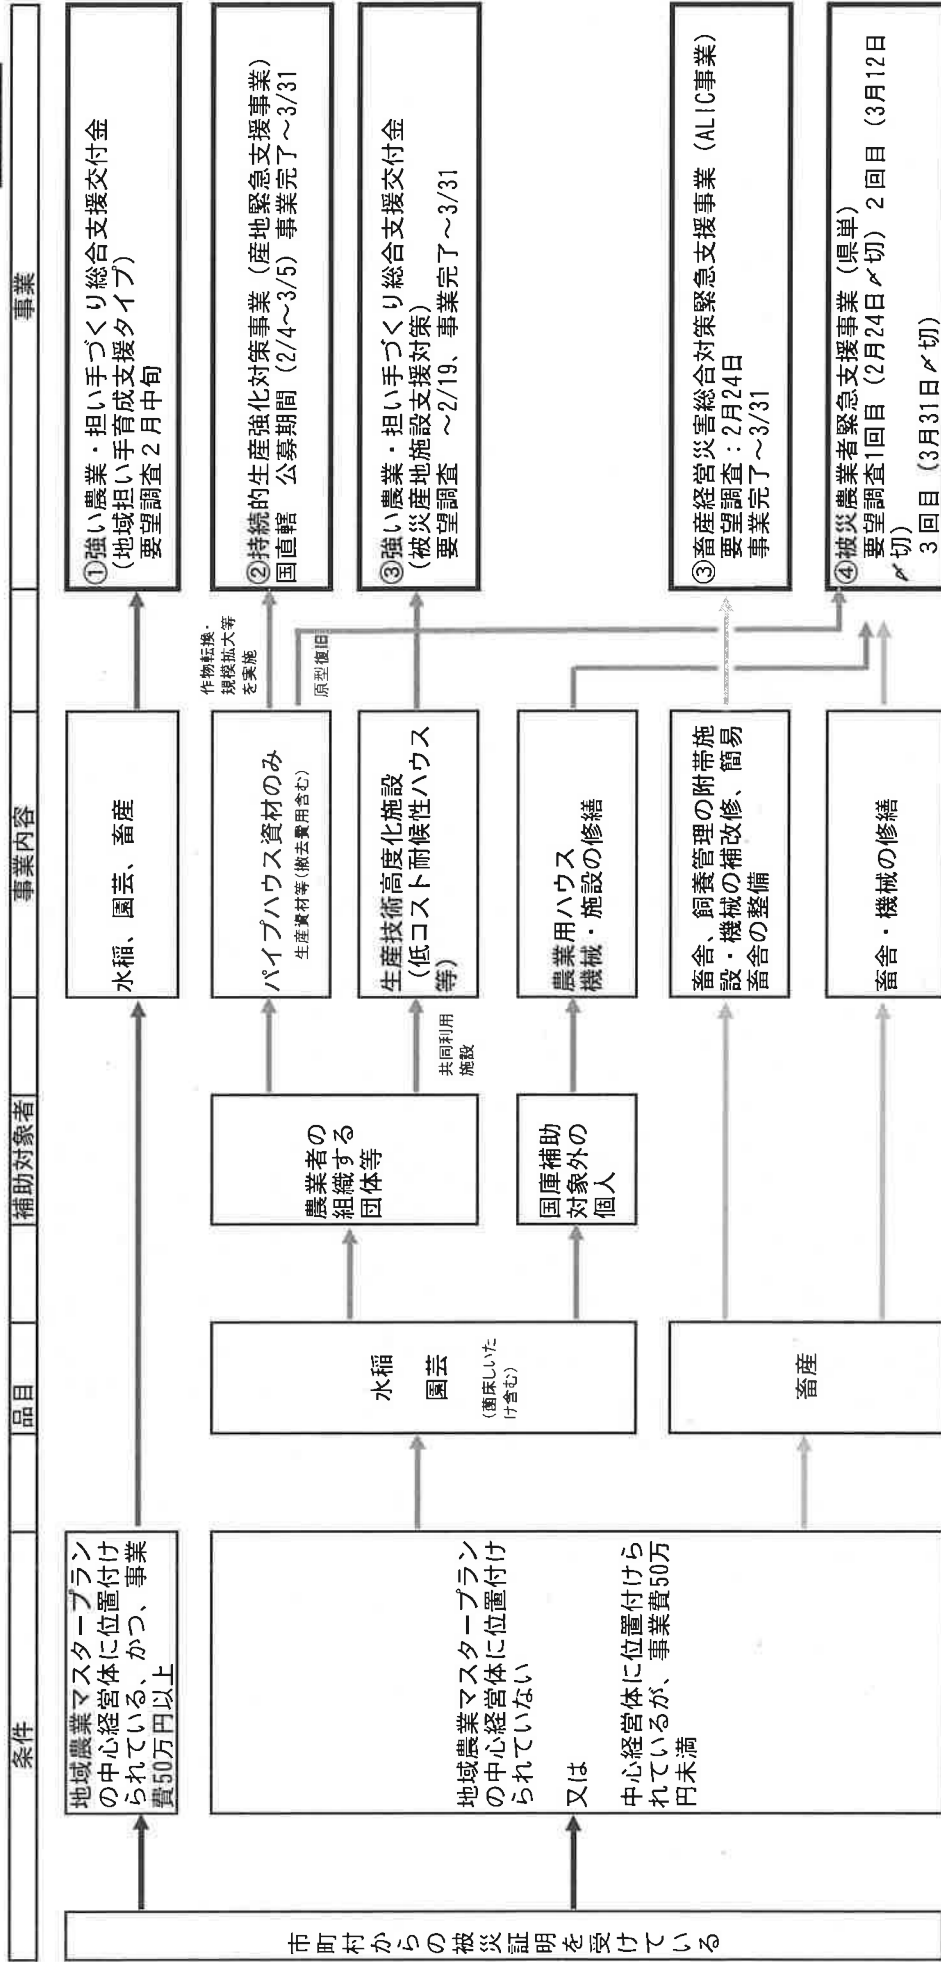 条件
品目
補助対象者
事業内容
事業
市町村からの被災証明を受けている
地域農業マスタープラン
の中心経営体に位置付け
られている、かつ、事業
費50万円以上
水稲、園芸、畜産
①強い農業・担い手づくり総合支援交付金
(地域担い手育成支援タイプ)
要望調査２月中旬
地域農業マスタープラン
の中心経営体に位置付け
られていない
又は
中心経営体に位置付けら
れているが、事業費50万
円未満
水稲
園芸
(菌床しいた
け含む)
農業者の
組織する
団体等
パイプハウス資材のみ
生産資材等(撤去費用含む)
作物転換・
規模拡大等
を実施
原型復旧
②持続的生産強化対策事業（産地緊急支援事業）
国直轄　公募期間（2/4～3/5）事業完了～3/31
共同利用
施設
生産技術高度化施設
(低コスト耐候性ハウス
等)
③強い農業・担い手づくり総合支援交付金
(被災産地施設支援対策)
要望調査　～2/19、事業完了～3/31
国庫補助
対象外の
個人
農業用ハウス
機械・施設の修繕
畜産
畜舎、飼養管理の附帯施
設・機械の補改修、簡易
畜舎の整備
③畜産経営災害総合対策緊急支援事業（ALIC事業）
要望調査：2月24日
事業完了～3/31
畜舎・機械の修繕
④被災農業者緊急支援事業（県単）
要望調査1回目（2月24日〆切）２回目（3月12日
〆切）
３回目（3月31日〆切）